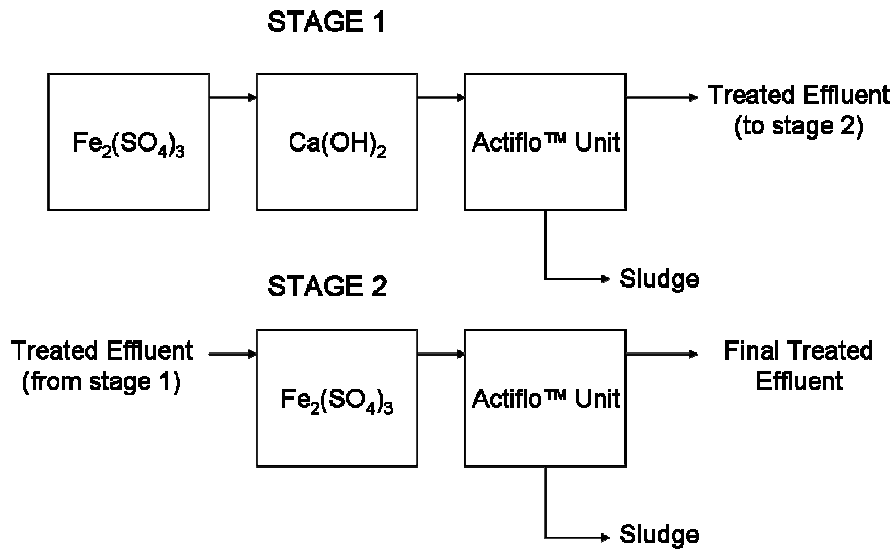 STAGE 1
Fe₂(SO₄)₃
Ca(OH)₂
Actiflo™ Unit
Treated Effluent
(to stage 2)
Sludge
STAGE 2
Treated Effluent
(from stage 1)
Fe₂(SO₄)₃
Actiflo™ Unit
Final Treated
Effluent
Sludge